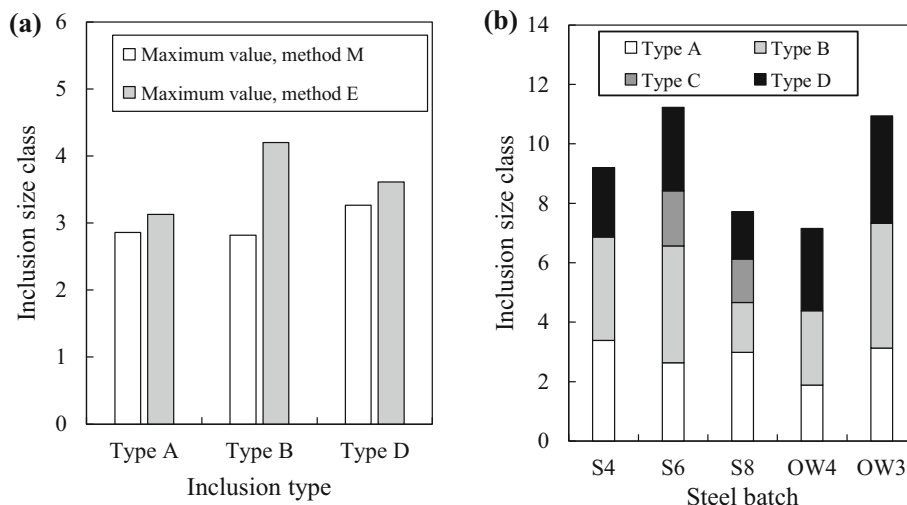 (a)
6
5
4
3
2
1
0
Inclusion size class
Maximum value, method M
Maximum value, method E
Type A Type B Type D
Inclusion type
(b)
14
12
10
8
6
4
2
0
Inclusion size class
Type A Type B
Type C Type D
S4 S6 S8 OW4 OW3
Steel batch